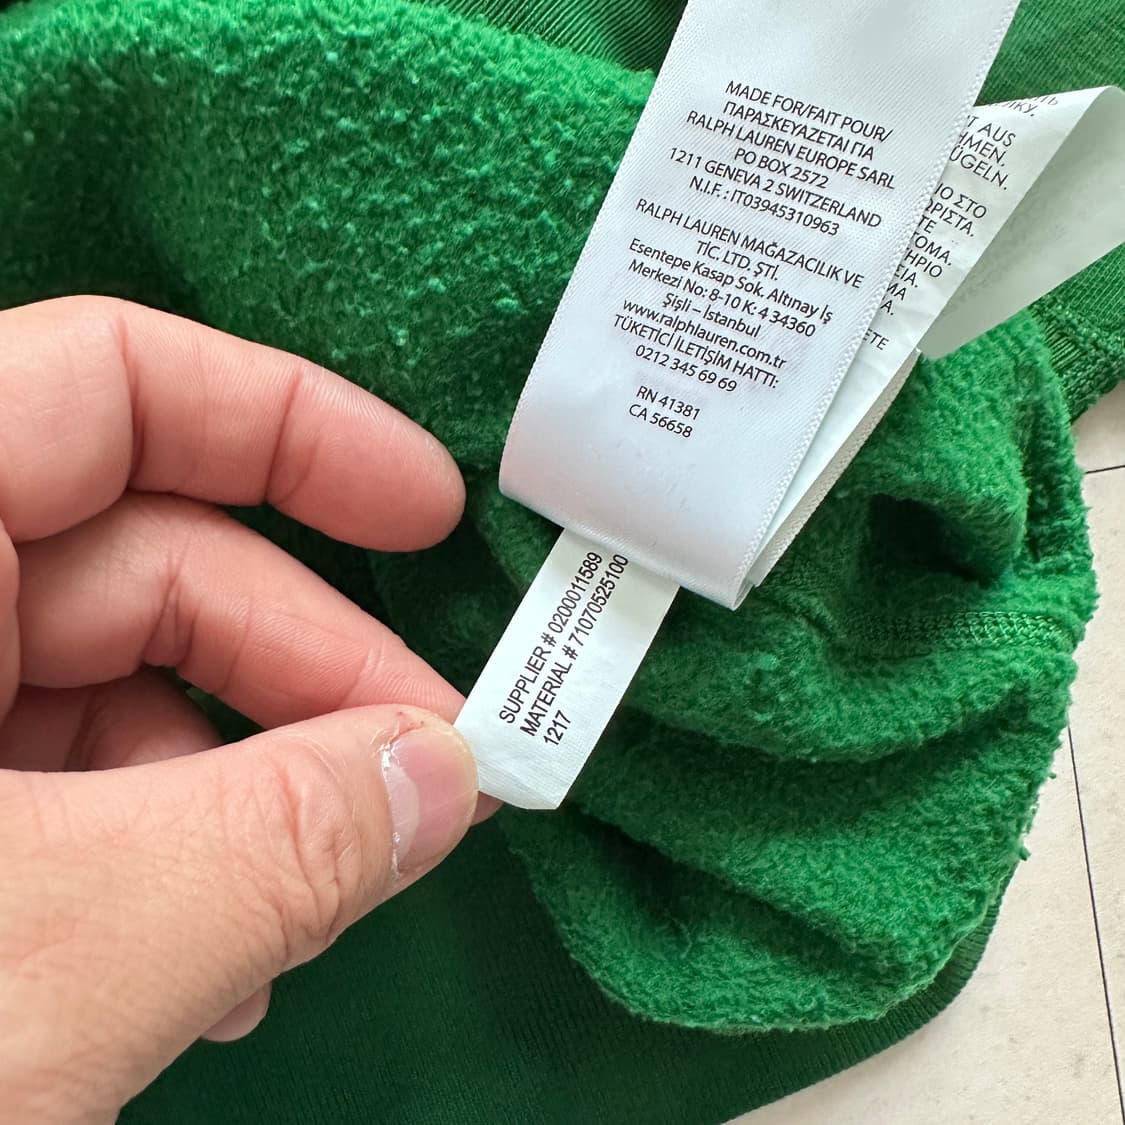 MADE FOR/FAIT POUR/
ΠΑΡΑΣΚΕΥΑΖΕΤΑΙ ΓΙΑ
RALPH LAUREN EUROPE SARL
PO BOX 2572
1211 GENEVA 2 SWITZERLAND
N.I.F. : IT03945310963
RALPH LAUREN MAĞAZACILIK VE
TİC. LTD. ŞTİ.
Esentepe Kasap Sok. Altınay İş
Merkezi No: 8-10 K: 4 34360
Şişli – İstanbul
www.ralphlauren.com.tr
TÜKETİCİ İLETİŞİM HATTI:
0212 345 69 69
RN 41381
CA 56658
SUPPLIER # 0200011589
MATERIAL # 71070525100
1217
AUS